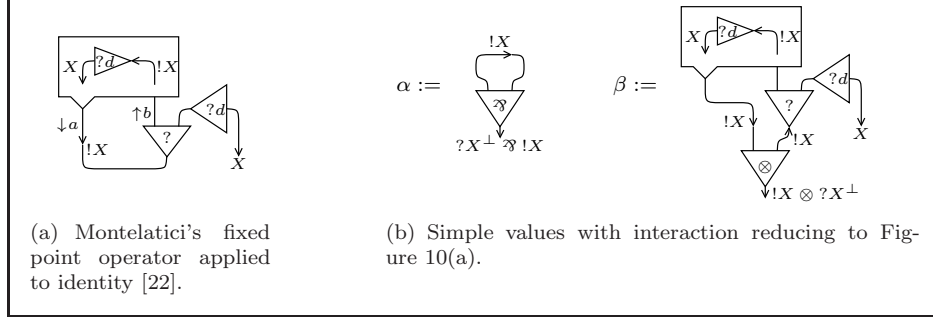 X ?d !X
↓a ↑b ?d
?
!X
X
(a) Montelatici's fixed
point operator applied
to identity [22].
!X
α :=
⅋
?X⊥ ⅋ !X
β :=
X ?d !X
?d
?
!X !X X
⊗
!X ⊗ ?X⊥
(b) Simple values with interaction reducing to Fig-
ure 10(a).